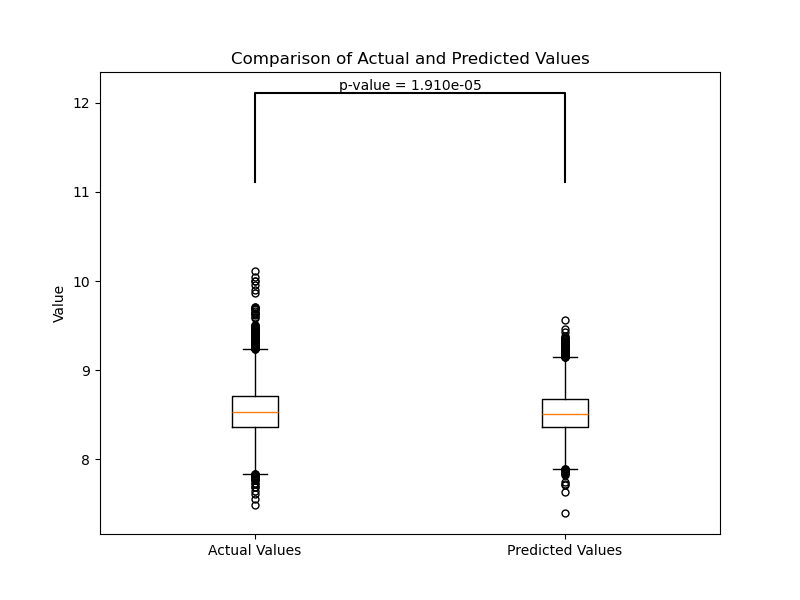 Comparison of Actual and Predicted Values
p-value = 1.910e-05
12
11
10
9
8
Value
Actual Values
Predicted Values